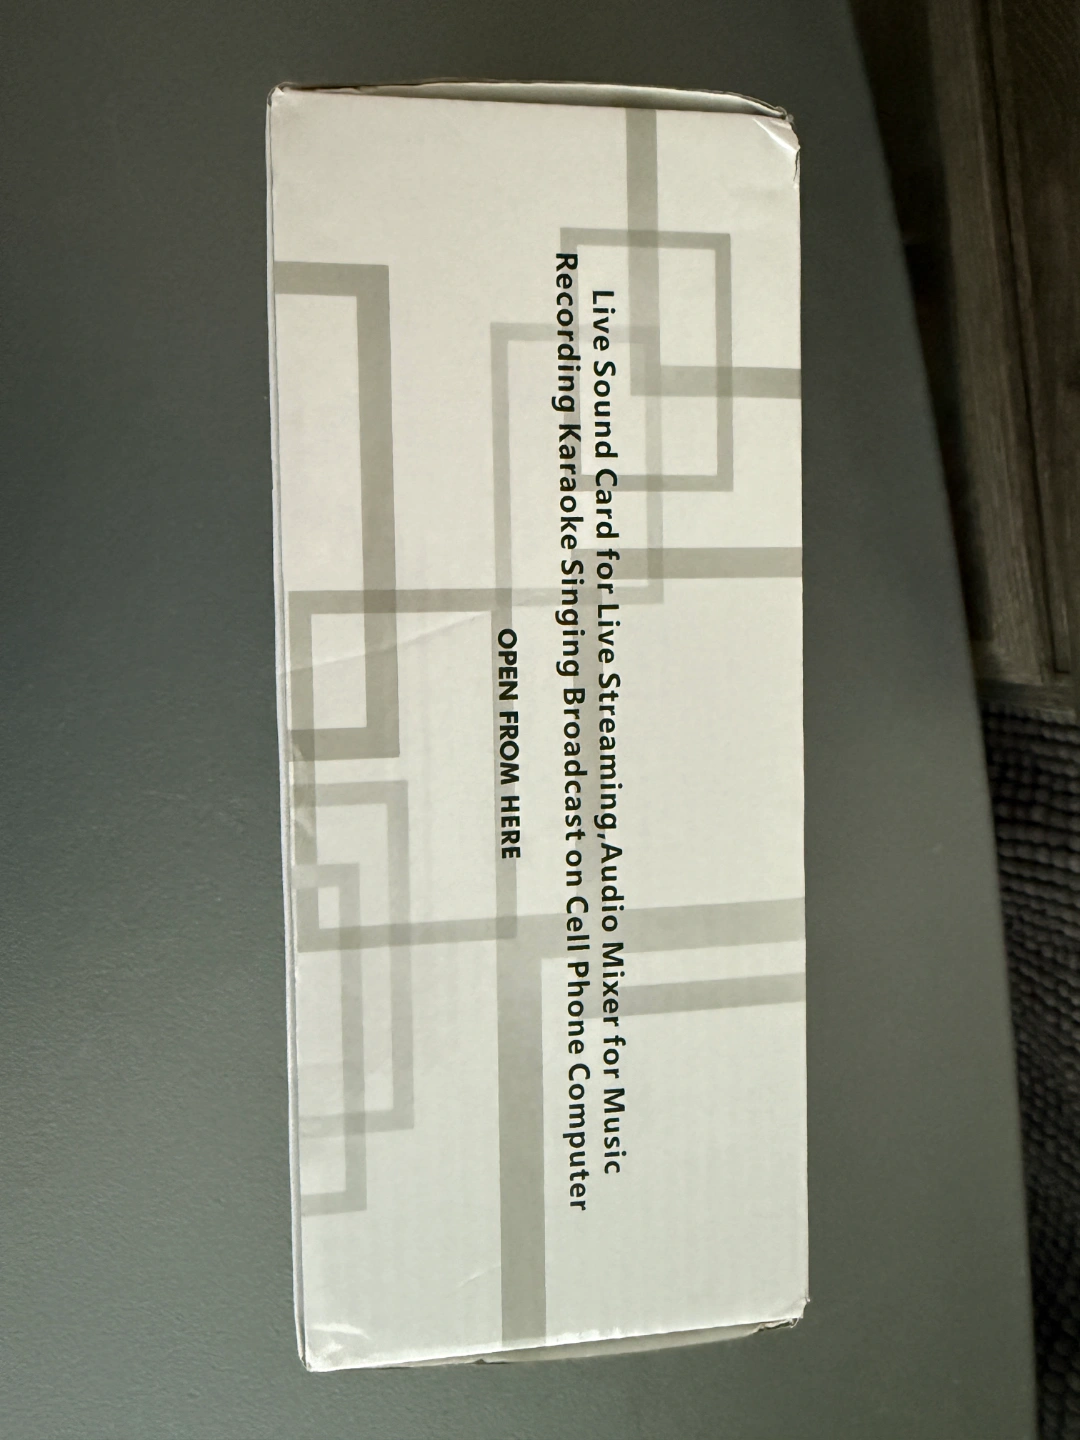 Live Sound Card for Live Streaming,Audio Mixer for Music
Recording Karaoke Singing Broadcast on Cell Phone Computer
OPEN FROM HERE